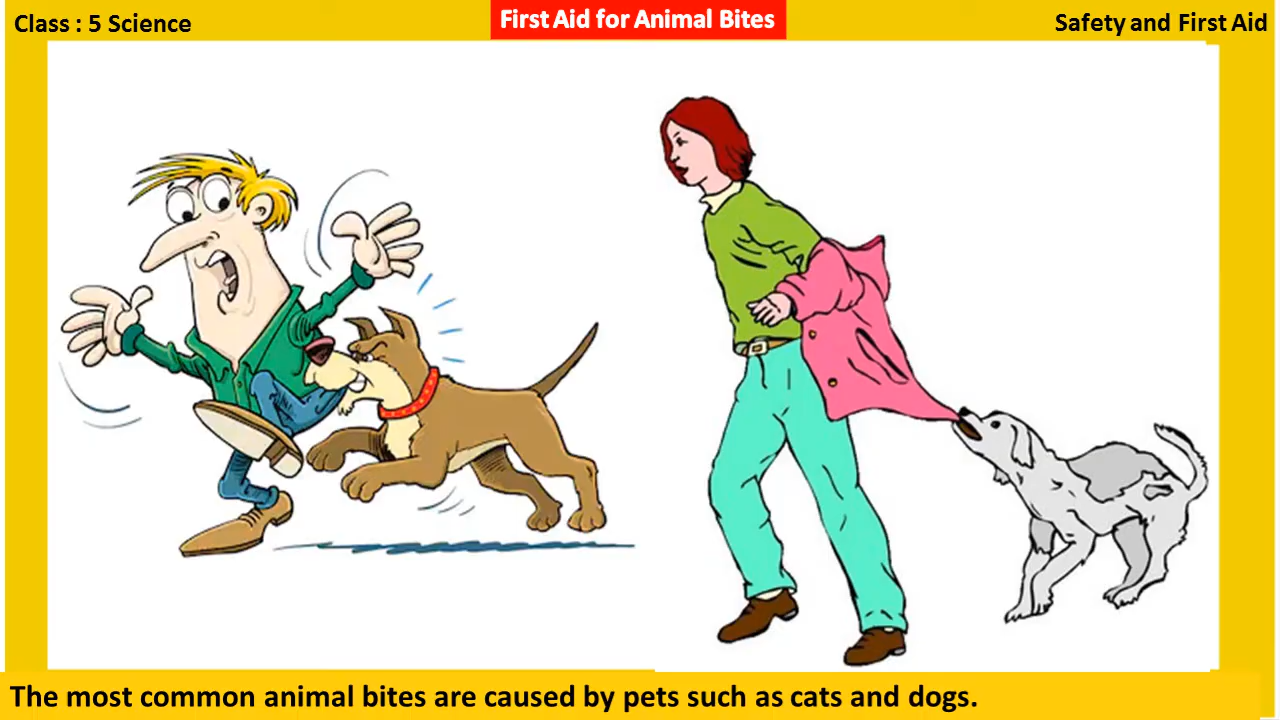 Class : 5 Science
First Aid for Animal Bites
Safety and First Aid
The most common animal bites are caused by pets such as cats and dogs.